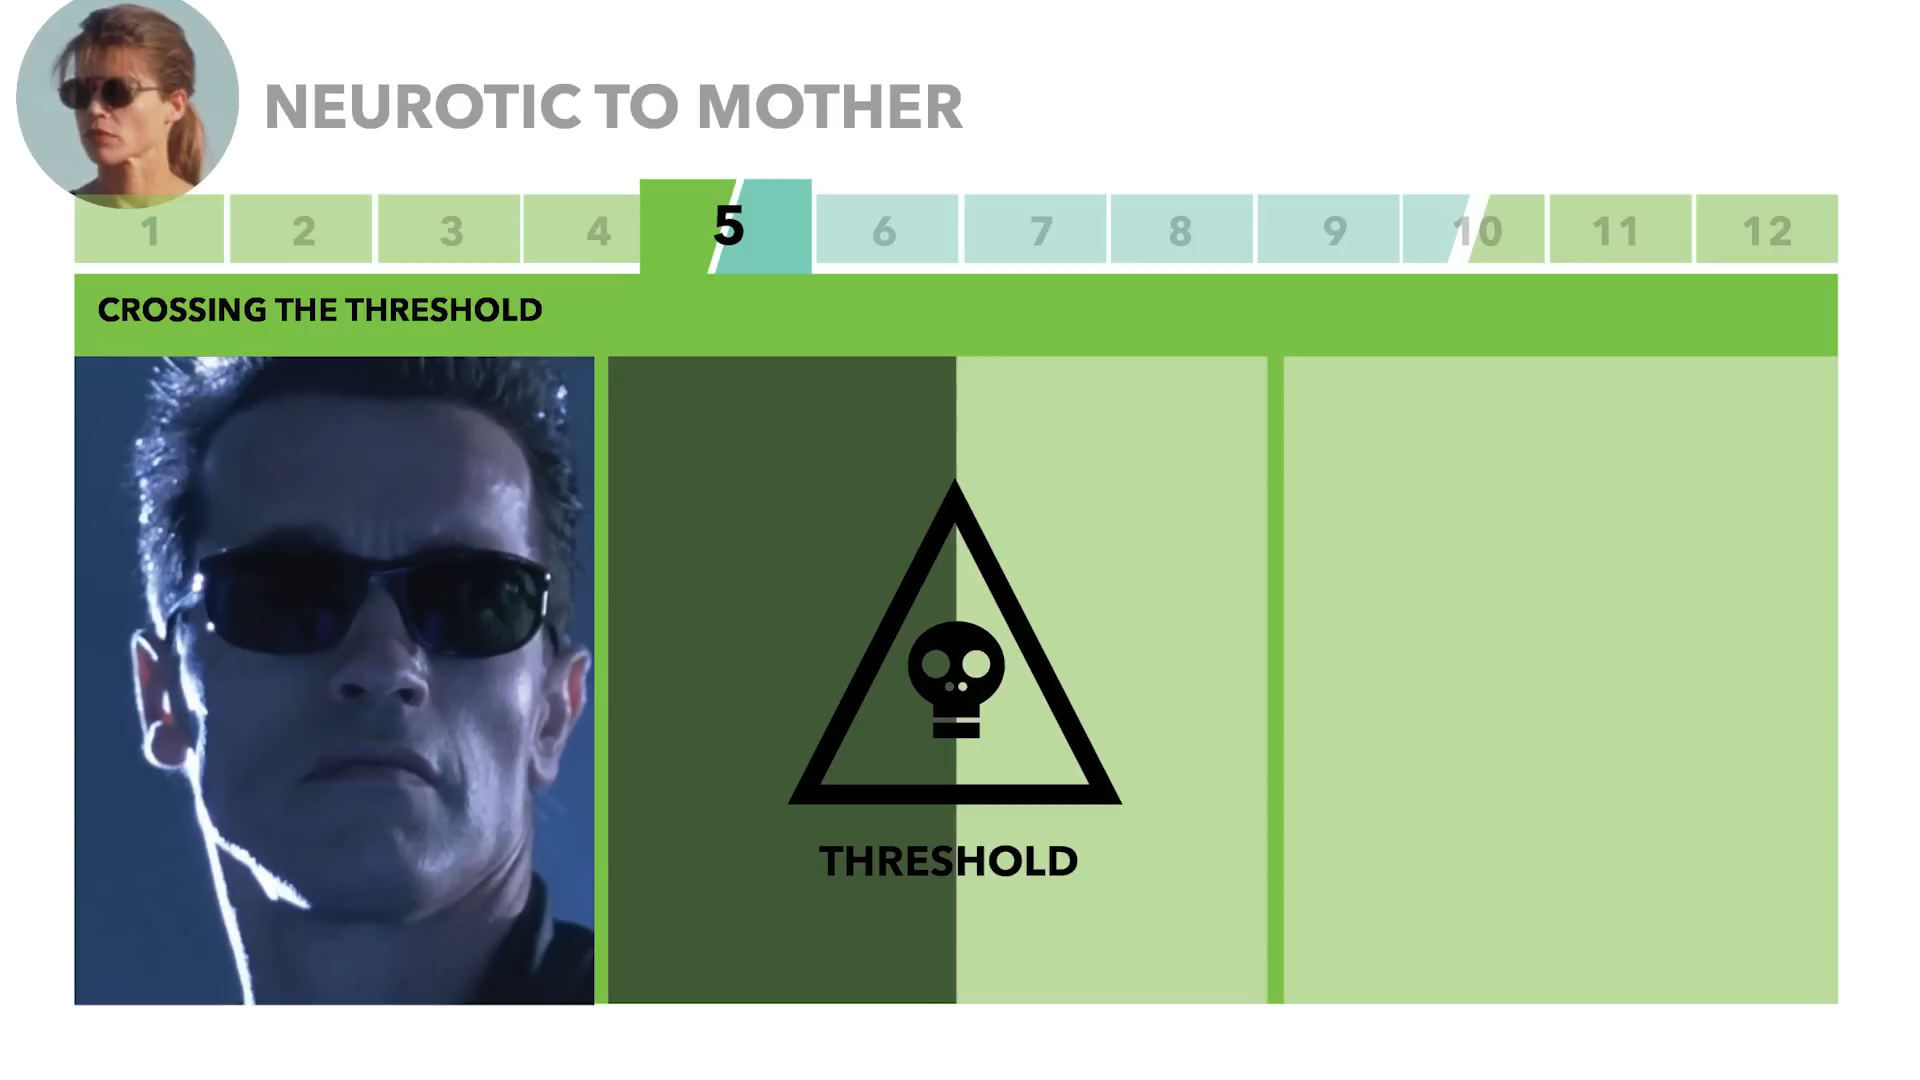 NEUROTIC TO MOTHER
1 2 3 4 5 6 7 8 9 10 11 12
CROSSING THE THRESHOLD
THRESHOLD